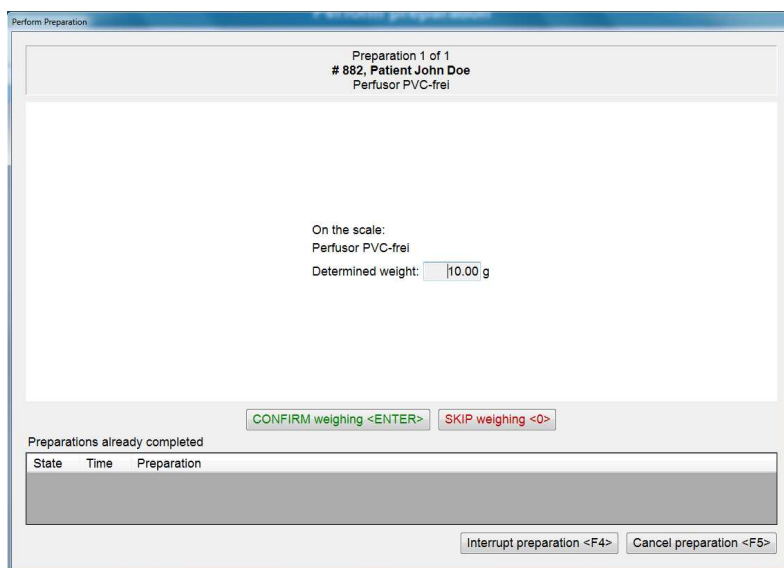 Perform preparation
Perform Preparation
Preparation 1 of 1
# 882, Patient John Doe
Perfusor PVC-frei
On the scale:
Perfusor PVC-frei
Determined weight: 10.00 g
CONFIRM weighing <ENTER> SKIP weighing <0>
Preparations already completed
State Time Preparation
Interrupt preparation <F4> Cancel preparation <F5>